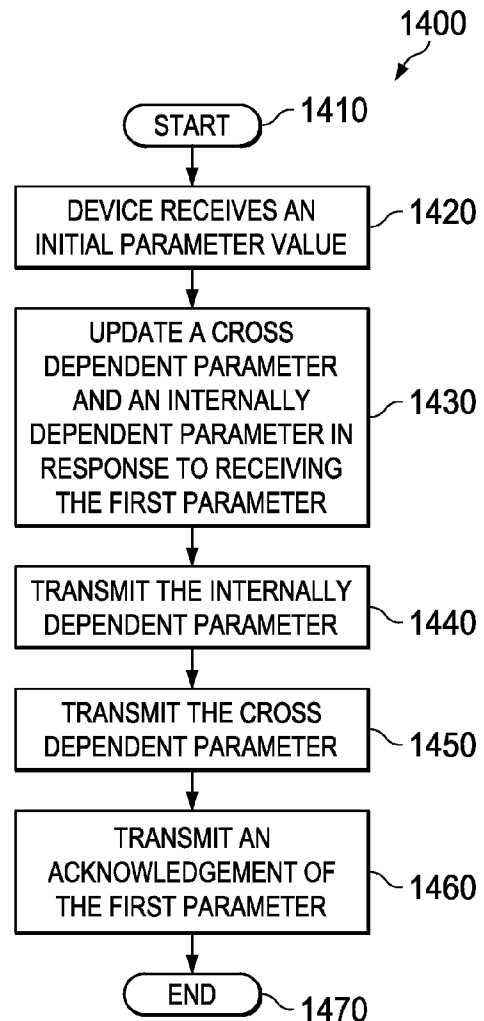 1400
START
1410
DEVICE RECEIVES AN
INITIAL PARAMETER VALUE
1420
UPDATE A CROSS
DEPENDENT PARAMETER
AND AN INTERNALLY
DEPENDENT PARAMETER IN
RESPONSE TO RECEIVING
THE FIRST PARAMETER
1430
TRANSMIT THE INTERNALLY
DEPENDENT PARAMETER
1440
TRANSMIT THE CROSS
DEPENDENT PARAMETER
1450
TRANSMIT AN
ACKNOWLEDGEMENT OF
THE FIRST PARAMETER
1460
END
1470